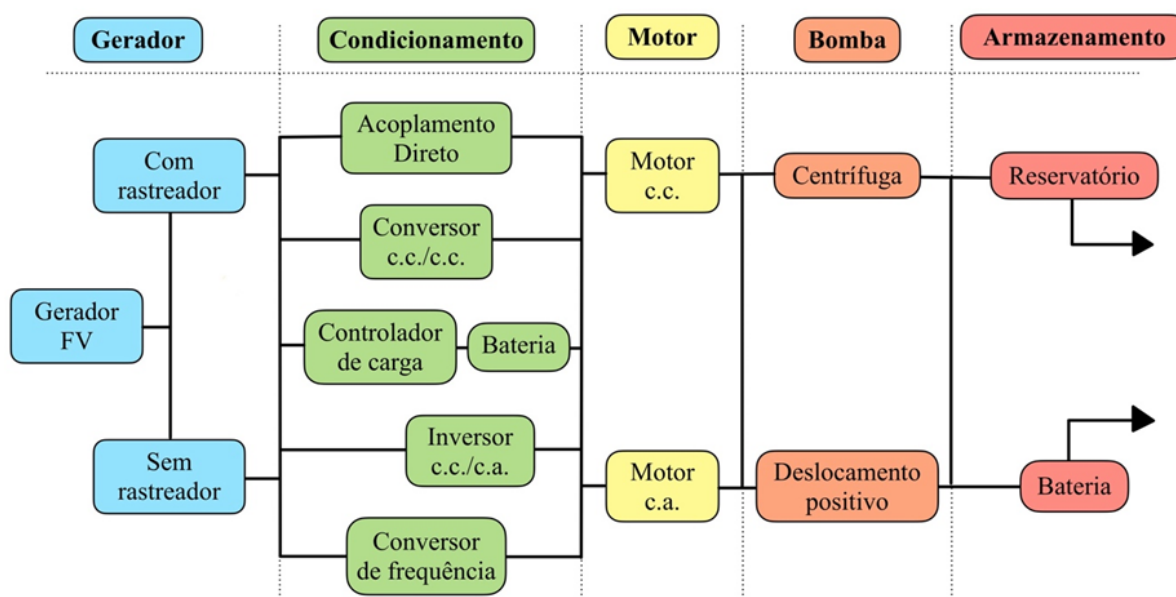 Gerador
Condicionamento
Motor
Bomba
Armazenamento
Com
rastreador
Gerador
FV
Sem
rastreador
Acoplamento
Direto
Conversor
c.c./c.c.
Controlador
de carga
Bateria
Inversor
c.c./c.a.
Conversor
de frequência
Motor
c.c.
Motor
c.a.
Centrífuga
Deslocamento
positivo
Reservatório
Bateria